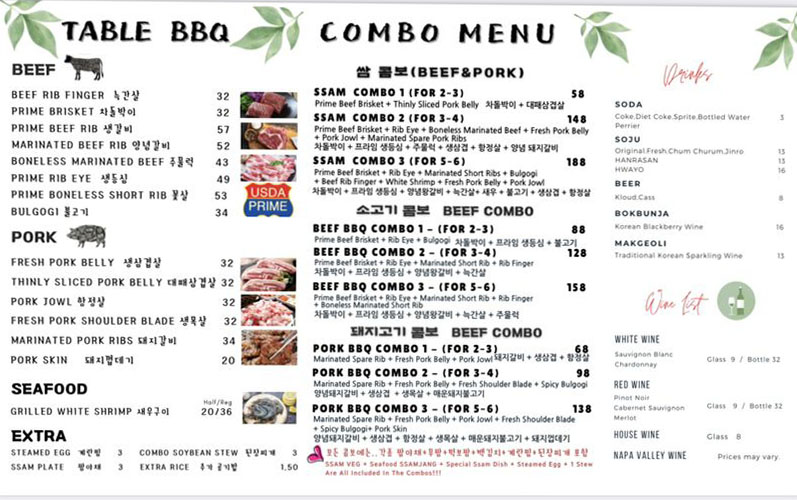 TABLE BBQ COMBO MENU
BEEF
BEEF RIB FINGER 늑간살 32
PRIME BRISKET 차돌박이 32
PRIME BEEF RIB 생갈비 57
MARINATED BEEF RIB 양념갈비 52
BONELESS MARINATED BEEF 주물럭 43
PRIME RIB EYE 생등심 49
PRIME BONELESS SHORT RIB 꽃살 53
BULGOGI 불고기 34
USDA
PRIME
PORK
FRESH PORK BELLY 생삼겹살 32
THINLY SLICED PORK BELLY 대패삼겹살 32
PORK JOWL 항정살 32
FRESH PORK SHOULDER BLADE 생목살 32
MARINATED PORK RIBS 돼지갈비 34
PORK SKIN 돼지껍데기 20
SEAFOOD
Half/Reg
GRILLED WHITE SHRIMP 새우구이 20/36
EXTRA
STEAMED EGG 계란찜 3 COMBO SOYBEAN STEW 된장찌개 3
SSAM PLATE 쌈야채 3 EXTRA RICE 추가 공기밥 1.50
쌈 콤보(BEEF&PORK)
SSAM COMBO 1 (FOR 2-3) 58
Prime Beef Brisket + Thinly Sliced Pork Belly 차돌박이 + 대패삼겹살
SSAM COMBO 2 (FOR 3-4) 148
Prime Beef Brisket + Rib Eye + Boneless Marinated Beef + Fresh Pork Belly
+ Pork Jowl + Marinated Spare Pork Ribs
차돌박이 + 프라임 생등심 + 주물럭 + 생삼겹 + 항정살 + 양념 돼지갈비
SSAM COMBO 3 (FOR 5-6) 188
Prime Beef Brisket + Rib Eye + Marinated Short Ribs + Bulgogi
+ Beef Rib Finger + White Shrimp + Fresh Pork Belly + Pork Jowl
차돌박이 + 프라임 생등심 + 양념왕갈비 + 늑간살+ 새우 + 불고기 + 생삼겹 + 항정살
소고기 콤보 BEEF COMBO
BEEF BBQ COMBO 1 - (FOR 2-3) 88
Prime Beef Brisket + Rib Eye + Bulgogi 차돌박이 + 프라임 생등심 + 불고기
BEEF BBQ COMBO 2 - (FOR 3-4) 128
Prime Beef Brisket + Rib Eye + Marinated Short Rib + Rib Finger
차돌박이 + 프라임 생등심 + 양념왕갈비 + 늑간살
BEEF BBQ COMBO 3 - (FOR 5-6) 158
Prime Beef Brisket + Rib Eye + Marinated Short Rib + Rib Finger
+ Boneless Marinated Short Rib
차돌박이 + 프라임 생등심 + 양념왕갈비 + 늑간살 + 주물럭
돼지고기 콤보 BEEF COMBO
PORK BBQ COMBO 1 - (FOR 2-3) 68
Marinated Spare Rib + Fresh Pork Belly + Pork Jowl 돼지갈비 + 생삼겹 + 항정살
PORK BBQ COMBO 2 - (FOR 3-4) 98
Marinated Spare Rib + Fresh Pork Belly + Fresh Shoulder Blade + Spicy Bulgogi
양념돼지갈비 + 생삼겹 + 생목살 + 매운돼지불고기
PORK BBQ COMBO 3 - (FOR 5-6) 138
Marinated Spare Rib + Fresh Pork Belly + Pork Jowl + Fresh Shoulder Blade
+ Spicy Bulgogi+ Pork Skin
양념돼지갈비 + 생삼겹 + 항정살 + 생목살 + 매운돼지불고기 + 돼지껍데기
모든 콤보에는..각종 쌈야채+무쌈+떡보쌈+백김치+계란찜+된장찌개 포함
SSAM VEG + Seafood SSAMJANG + Special Ssam Dish + Steamed Egg + 1 Stew
Are All Included In The Combos!!!
Drinks
SODA
Coke,Diet Coke,Sprite,Bottled Water 3
Perrier
SOJU
Original,Fresh,Chum Churum,Jinro 13
HANRASAN 13
HWAYO 16
BEER
Kloud,Cass 8
BOKBUNJA
Korean Blackberry Wine 16
MAKGEOLI
Traditional Korean Sparkling Wine 13
Wine List
WHITE WINE
Sauvignon Blanc
Chardonnay Glass 9 / Bottle 32
RED WINE
Pinot Noir
Cabernet Sauvignon Glass 9 / Bottle 32
Merlot
HOUSE WINE Glass 8
NAPA VALLEY WINE Prices may vary.